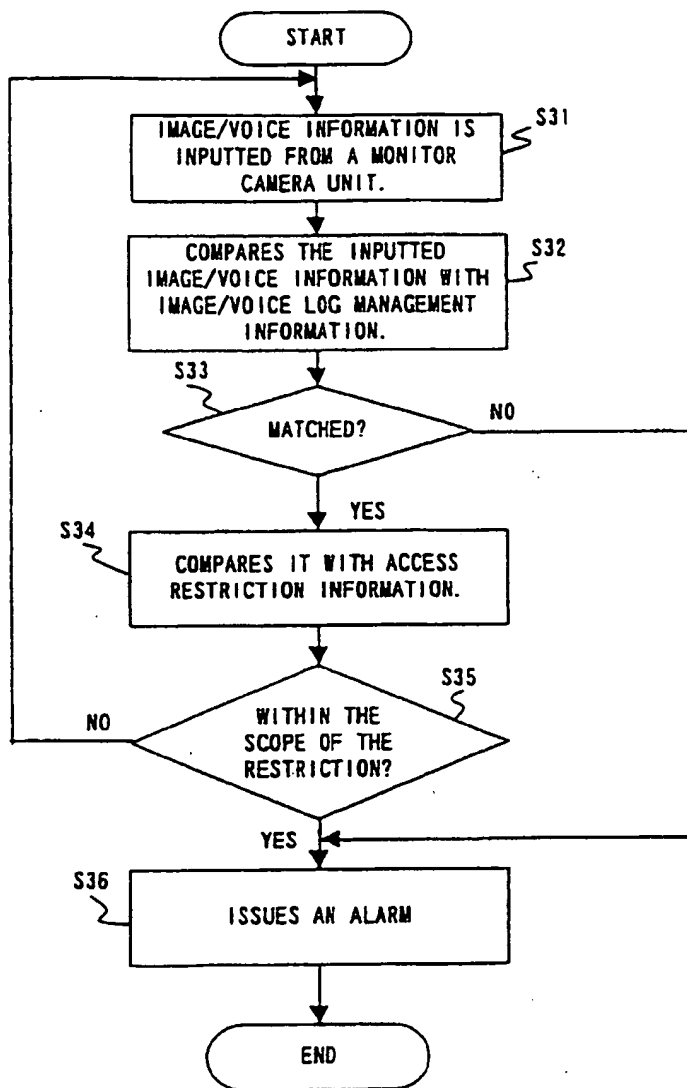 START
IMAGE/VOICE INFORMATION IS
INPUTTED FROM A MONITOR
CAMERA UNIT.
S31
COMPARES THE INPUTTED
IMAGE/VOICE INFORMATION WITH
IMAGE/VOICE LOG MANAGEMENT
INFORMATION.
S32
S33
MATCHED?
NO
YES
S34
COMPARES IT WITH ACCESS
RESTRICTION INFORMATION.
S35
NO
WITHIN THE
SCOPE OF THE
RESTRICTION?
YES
S36
ISSUES AN ALARM
END